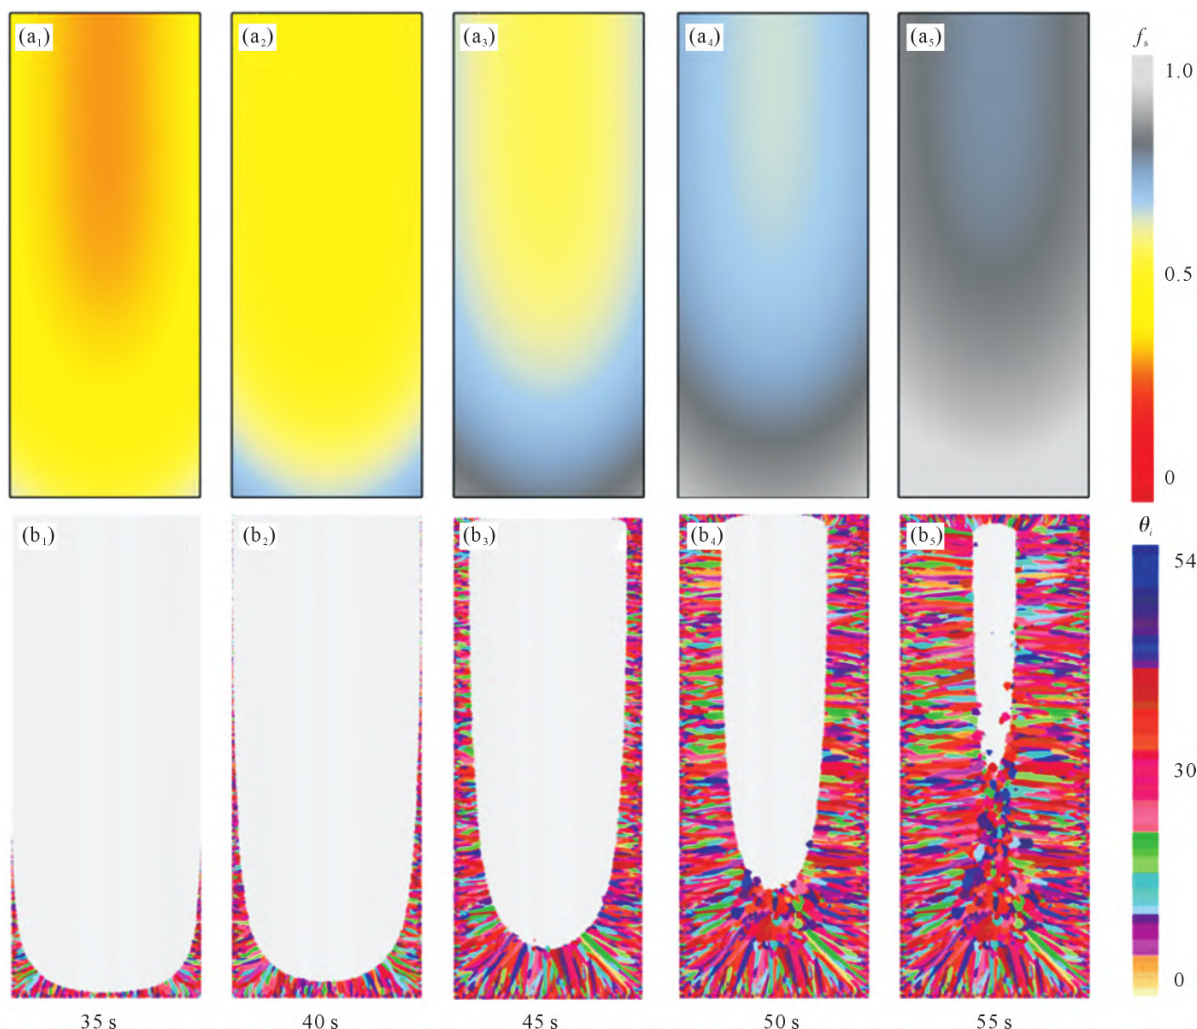 (a₁) (a₂) (a₃) (a₄) (a₅) fₛ
1.0
0.5
0
(b₁) (b₂) (b₃) (b₄) (b₅) θᵢ
54
30
0
35 s 40 s 45 s 50 s 55 s